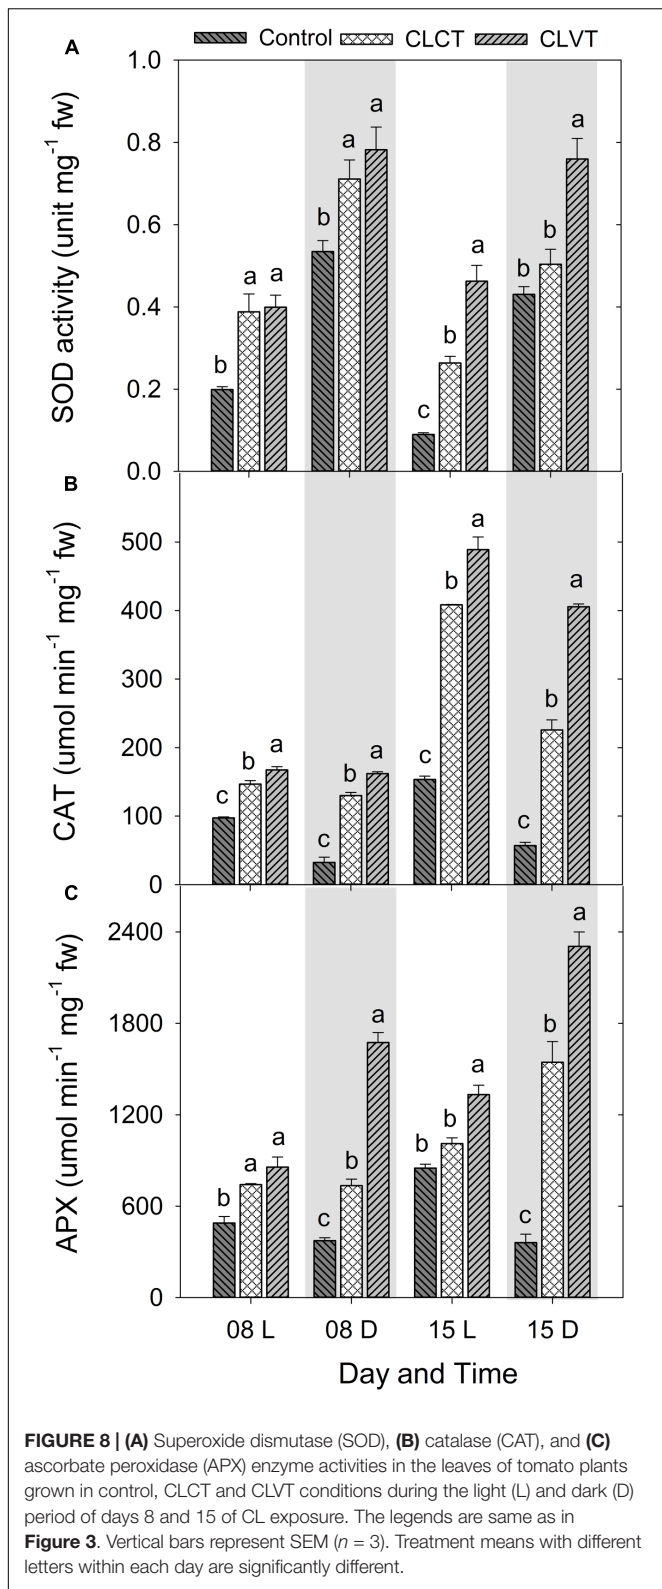 Control CLCT CLVT
A
SOD activity (unit mg⁻¹ fw)
1.0
0.8
0.6
0.4
0.2
0.0
b a a
b a a
c b a
b b a
B
CAT (umol min⁻¹ mg⁻¹ fw)
500
400
300
200
100
0
c b a
c b a
c b a
c b a
C
APX (umol min⁻¹ mg⁻¹ fw)
2400
1800
1200
600
0
b a a
c b a
b b a
c b a
08 L 08 D 15 L 15 D
Day and Time
FIGURE 8 | (A) Superoxide dismutase (SOD), (B) catalase (CAT), and (C)
ascorbate peroxidase (APX) enzyme activities in the leaves of tomato plants
grown in control, CLCT and CLVT conditions during the light (L) and dark (D)
period of days 8 and 15 of CL exposure. The legends are same as in
Figure 3. Vertical bars represent SEM (n = 3). Treatment means with different
letters within each day are significantly different.